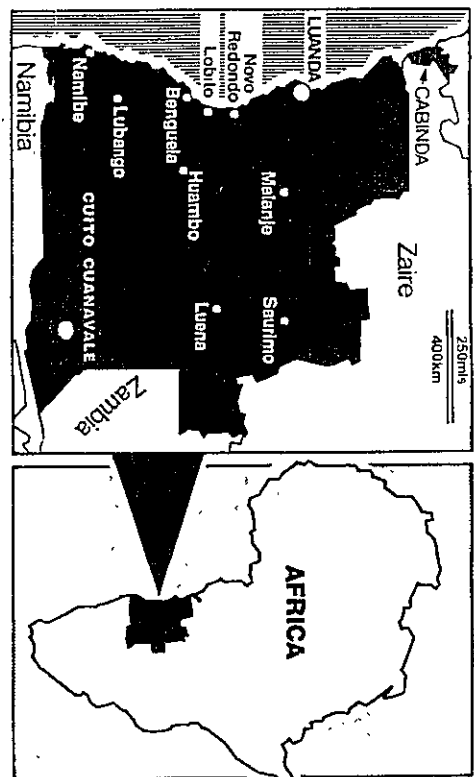 CABINDA
Zaire
250mls
400km
LUANDA
Novo
Redondo
Lobito
Benguela
Malanje
Saurimo
Huambo
Luena
Lubango
Namibe
CUITO CUANAVALE
Namibia
Zambia
AFRICA